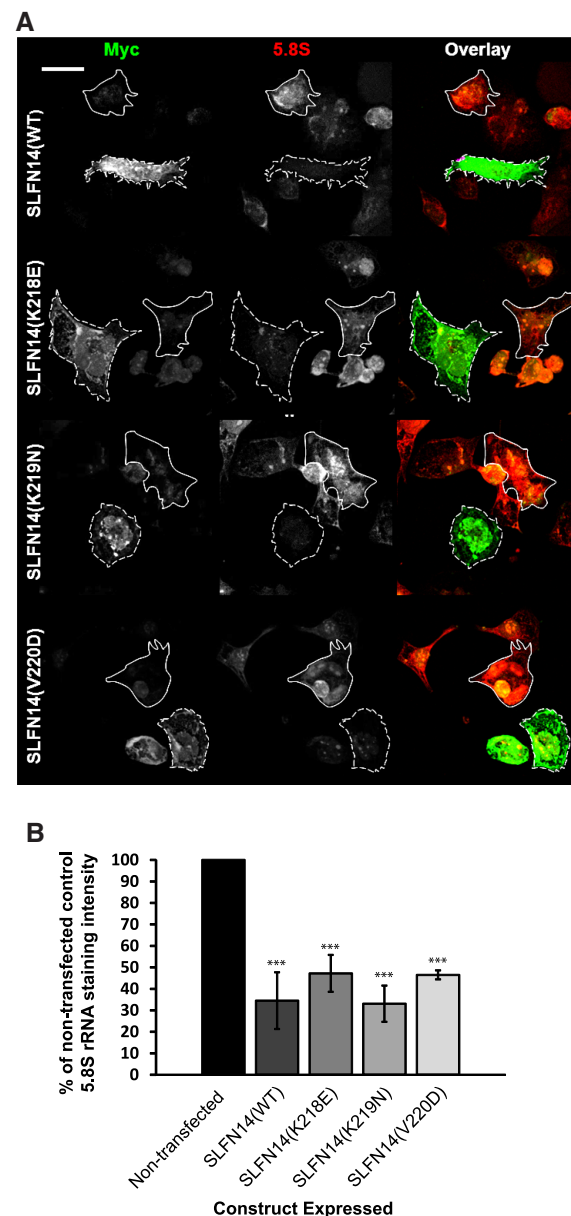 A
Myc 5.8S Overlay
SLFN14(WT)
SLFN14(K218E)
SLFN14(K219N)
SLFN14(V220D)
B
% of non-transfected control
5.8S rRNA staining intensity
100
90
80
70
60
50
40
30
20
10
0
***
***
***
***
Non-transfected
SLFN14(WT)
SLFN14(K218E)
SLFN14(K219N)
SLFN14(V220D)
Construct Expressed